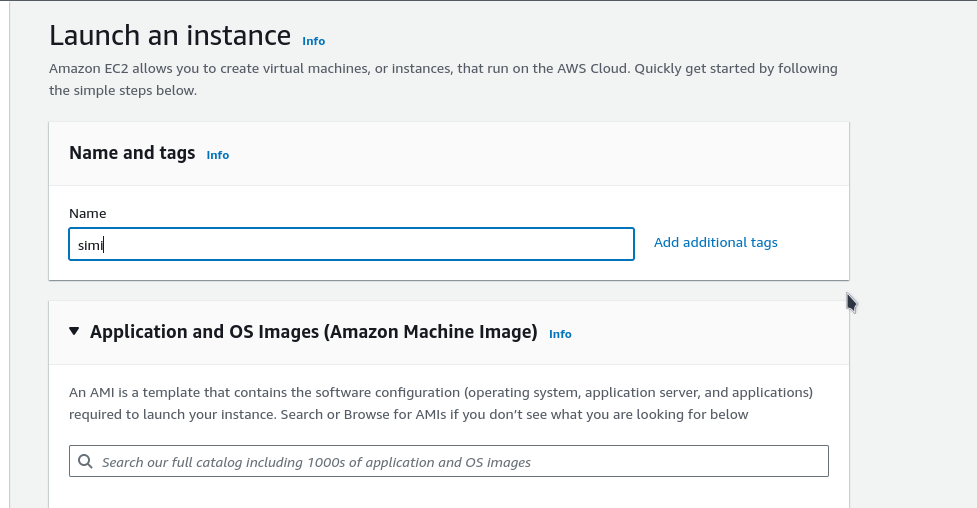 Launch an instance Info
Amazon EC2 allows you to create virtual machines, or instances, that run on the AWS Cloud. Quickly get started by following
the simple steps below.
Name and tags Info
Name
simi
Add additional tags
Application and OS Images (Amazon Machine Image) Info
An AMI is a template that contains the software configuration (operating system, application server, and applications)
required to launch your instance. Search or Browse for AMIs if you don’t see what you are looking for below
Search our full catalog including 1000s of application and OS images